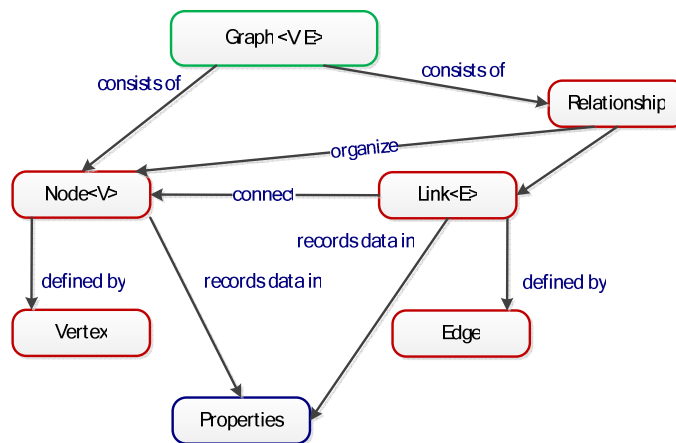 Graph <V E>
consists of
consists of
Relationship
organize
Node<V>
connect
Link<E>
records data in
records data in
defined by
defined by
Vertex
Edge
Properties